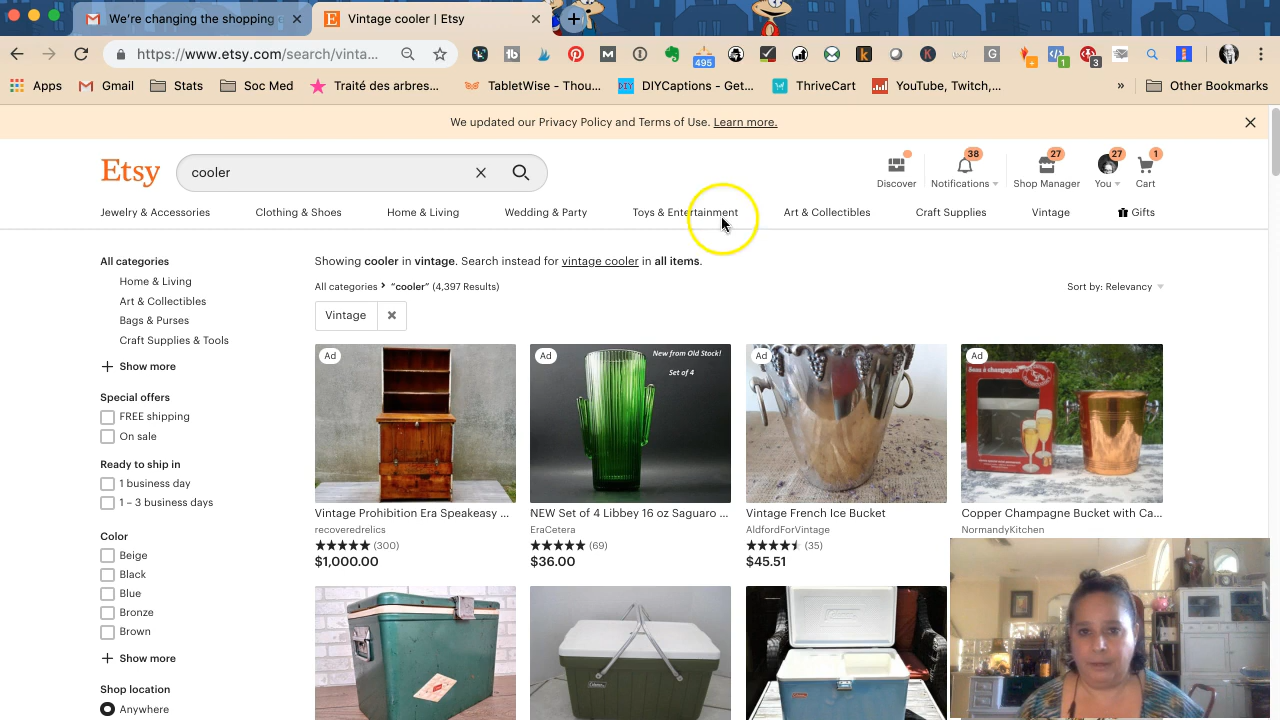 We're changing the shopping e
Vintage cooler | Etsy
https://www.etsy.com/search/vinta...
495
1
3
Apps
Gmail
Stats
Soc Med
Traité des arbres...
TabletWise - Thou...
DIYCaptions - Get...
ThriveCart
YouTube, Twitch,...
»
Other Bookmarks
We updated our Privacy Policy and Terms of Use. Learn more.
Etsy
cooler
Discover
38
Notifications
27
Shop Manager
27
You
1
Cart
Jewelry & Accessories
Clothing & Shoes
Home & Living
Wedding & Party
Toys & Entertainment
Art & Collectibles
Craft Supplies
Vintage
Gifts
All categories
Home & Living
Art & Collectibles
Bags & Purses
Craft Supplies & Tools
Show more
Special offers
FREE shipping
On sale
Ready to ship in
1 business day
1 – 3 business days
Color
Beige
Black
Blue
Bronze
Brown
Show more
Shop location
Anywhere
Showing cooler in vintage. Search instead for vintage cooler in all items.
All categories > "cooler" (4,397 Results)
Sort by: Relevancy
Vintage
Ad
Vintage Prohibition Era Speakeasy ...
recoveredrelics
(300)
$1,000.00
Ad
New from Old Stock!
Set of 4
NEW Set of 4 Libbey 16 oz Saguaro ...
EraCetera
(69)
$36.00
Ad
Vintage French Ice Bucket
AldfordForVintage
(35)
$45.51
Ad
Copper Champagne Bucket with Ca...
NormandyKitchen